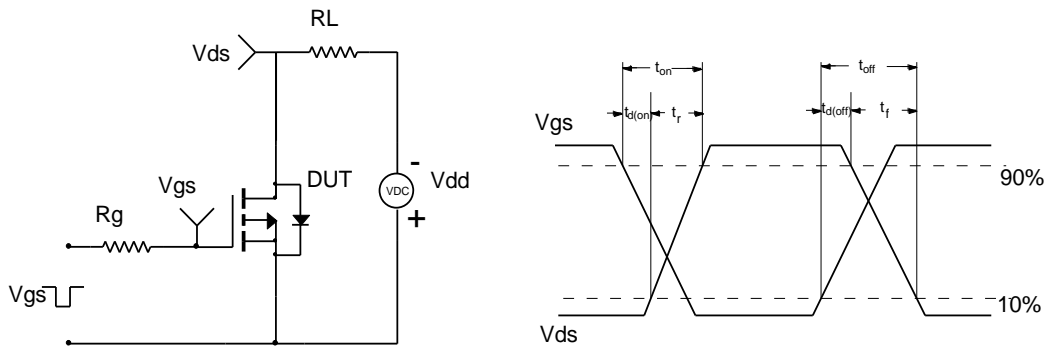 RL
Vds
-
Vdd
+
VDC
DUT
Vgs
Rg
Vgs
ton
toff
td(on)
tr
td(off)
tf
Vgs
90%
10%
Vds